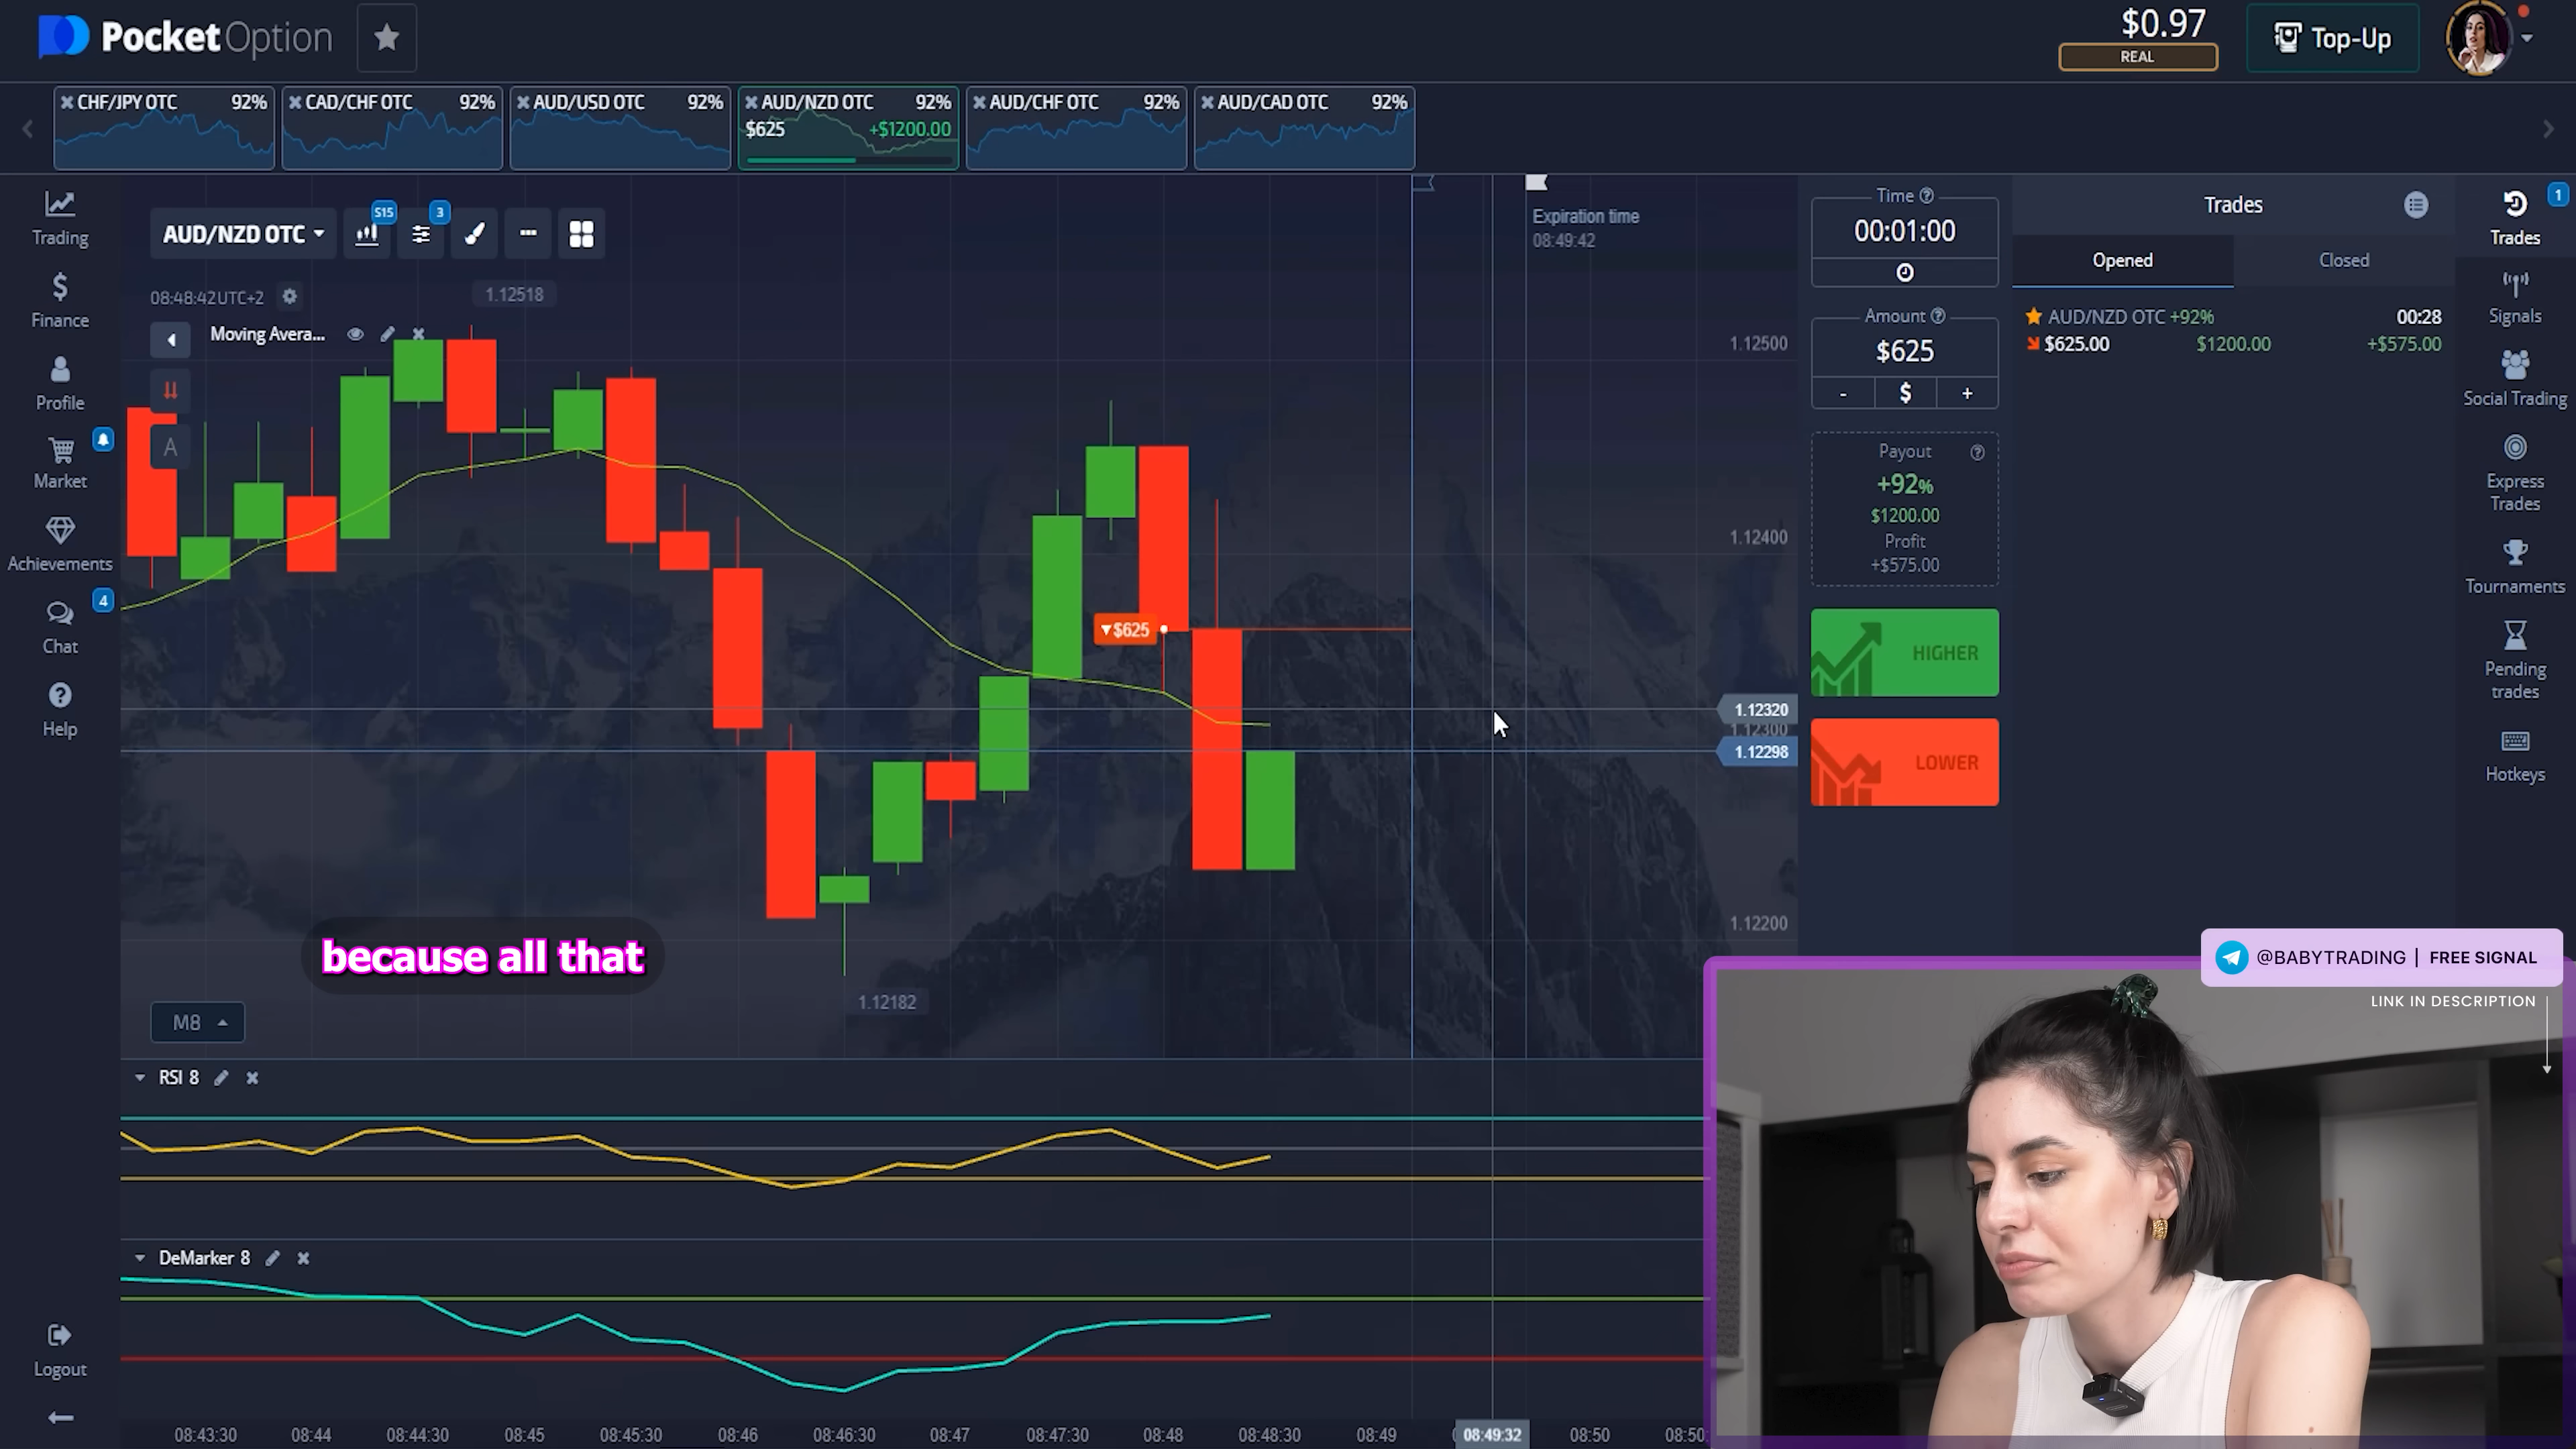 PocketOption
$0.97
REAL
Top-Up
CHF/JPY OTC 92%
CAD/CHF OTC 92%
AUD/USD OTC 92%
AUD/NZD OTC 92%
$625 +$1200.00
AUD/CHF OTC 92%
AUD/CAD OTC 92%
Trading
Finance
Profile
Market
Achievements
4
Chat
Help
Logout
AUD/NZD OTC
S15
3
08:48:42UTC+2
Moving Avera...
A
1.12518
Expiration time
08:49:42
1.12500
1.12400
1.12320
1.12300
1.12298
1.12200
▼$625
1.12182
because all that
M8
RSI 8
DeMarker 8
08:43:30 08:44 08:44:30 08:45 08:45:30 08:46 08:46:30 08:47 08:47:30 08:48 08:48:30 08:49 08:49:32 08:50 08:50:
Time
00:01:00
Amount
$625
- $ +
Payout
+92%
$1200.00
Profit
+$575.00
HIGHER
LOWER
Trades
Opened Closed
AUD/NZD OTC +92% 00:28
$625.00 $1200.00 +$575.00
1
Trades
Signals
Social Trading
Express
Trades
Tournaments
Pending
trades
Hotkeys
@BABYTRADING | FREE SIGNAL
LINK IN DESCRIPTION